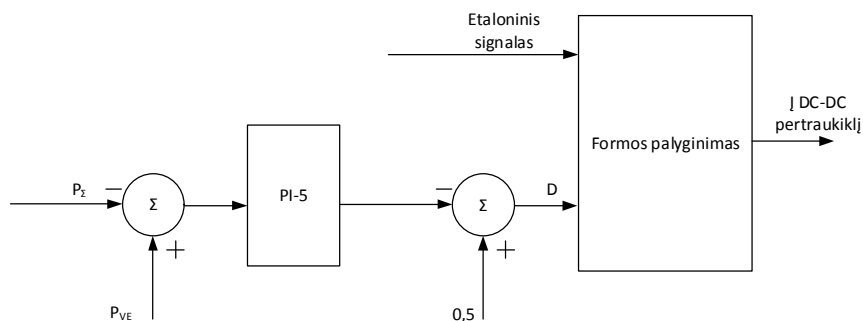 Etaloninis
signalas
Į DC-DC
pertraukiklį
Formos palyginimas
PI-5
P_Σ
−
Σ
+
P_VE
−
Σ
+
D
0,5